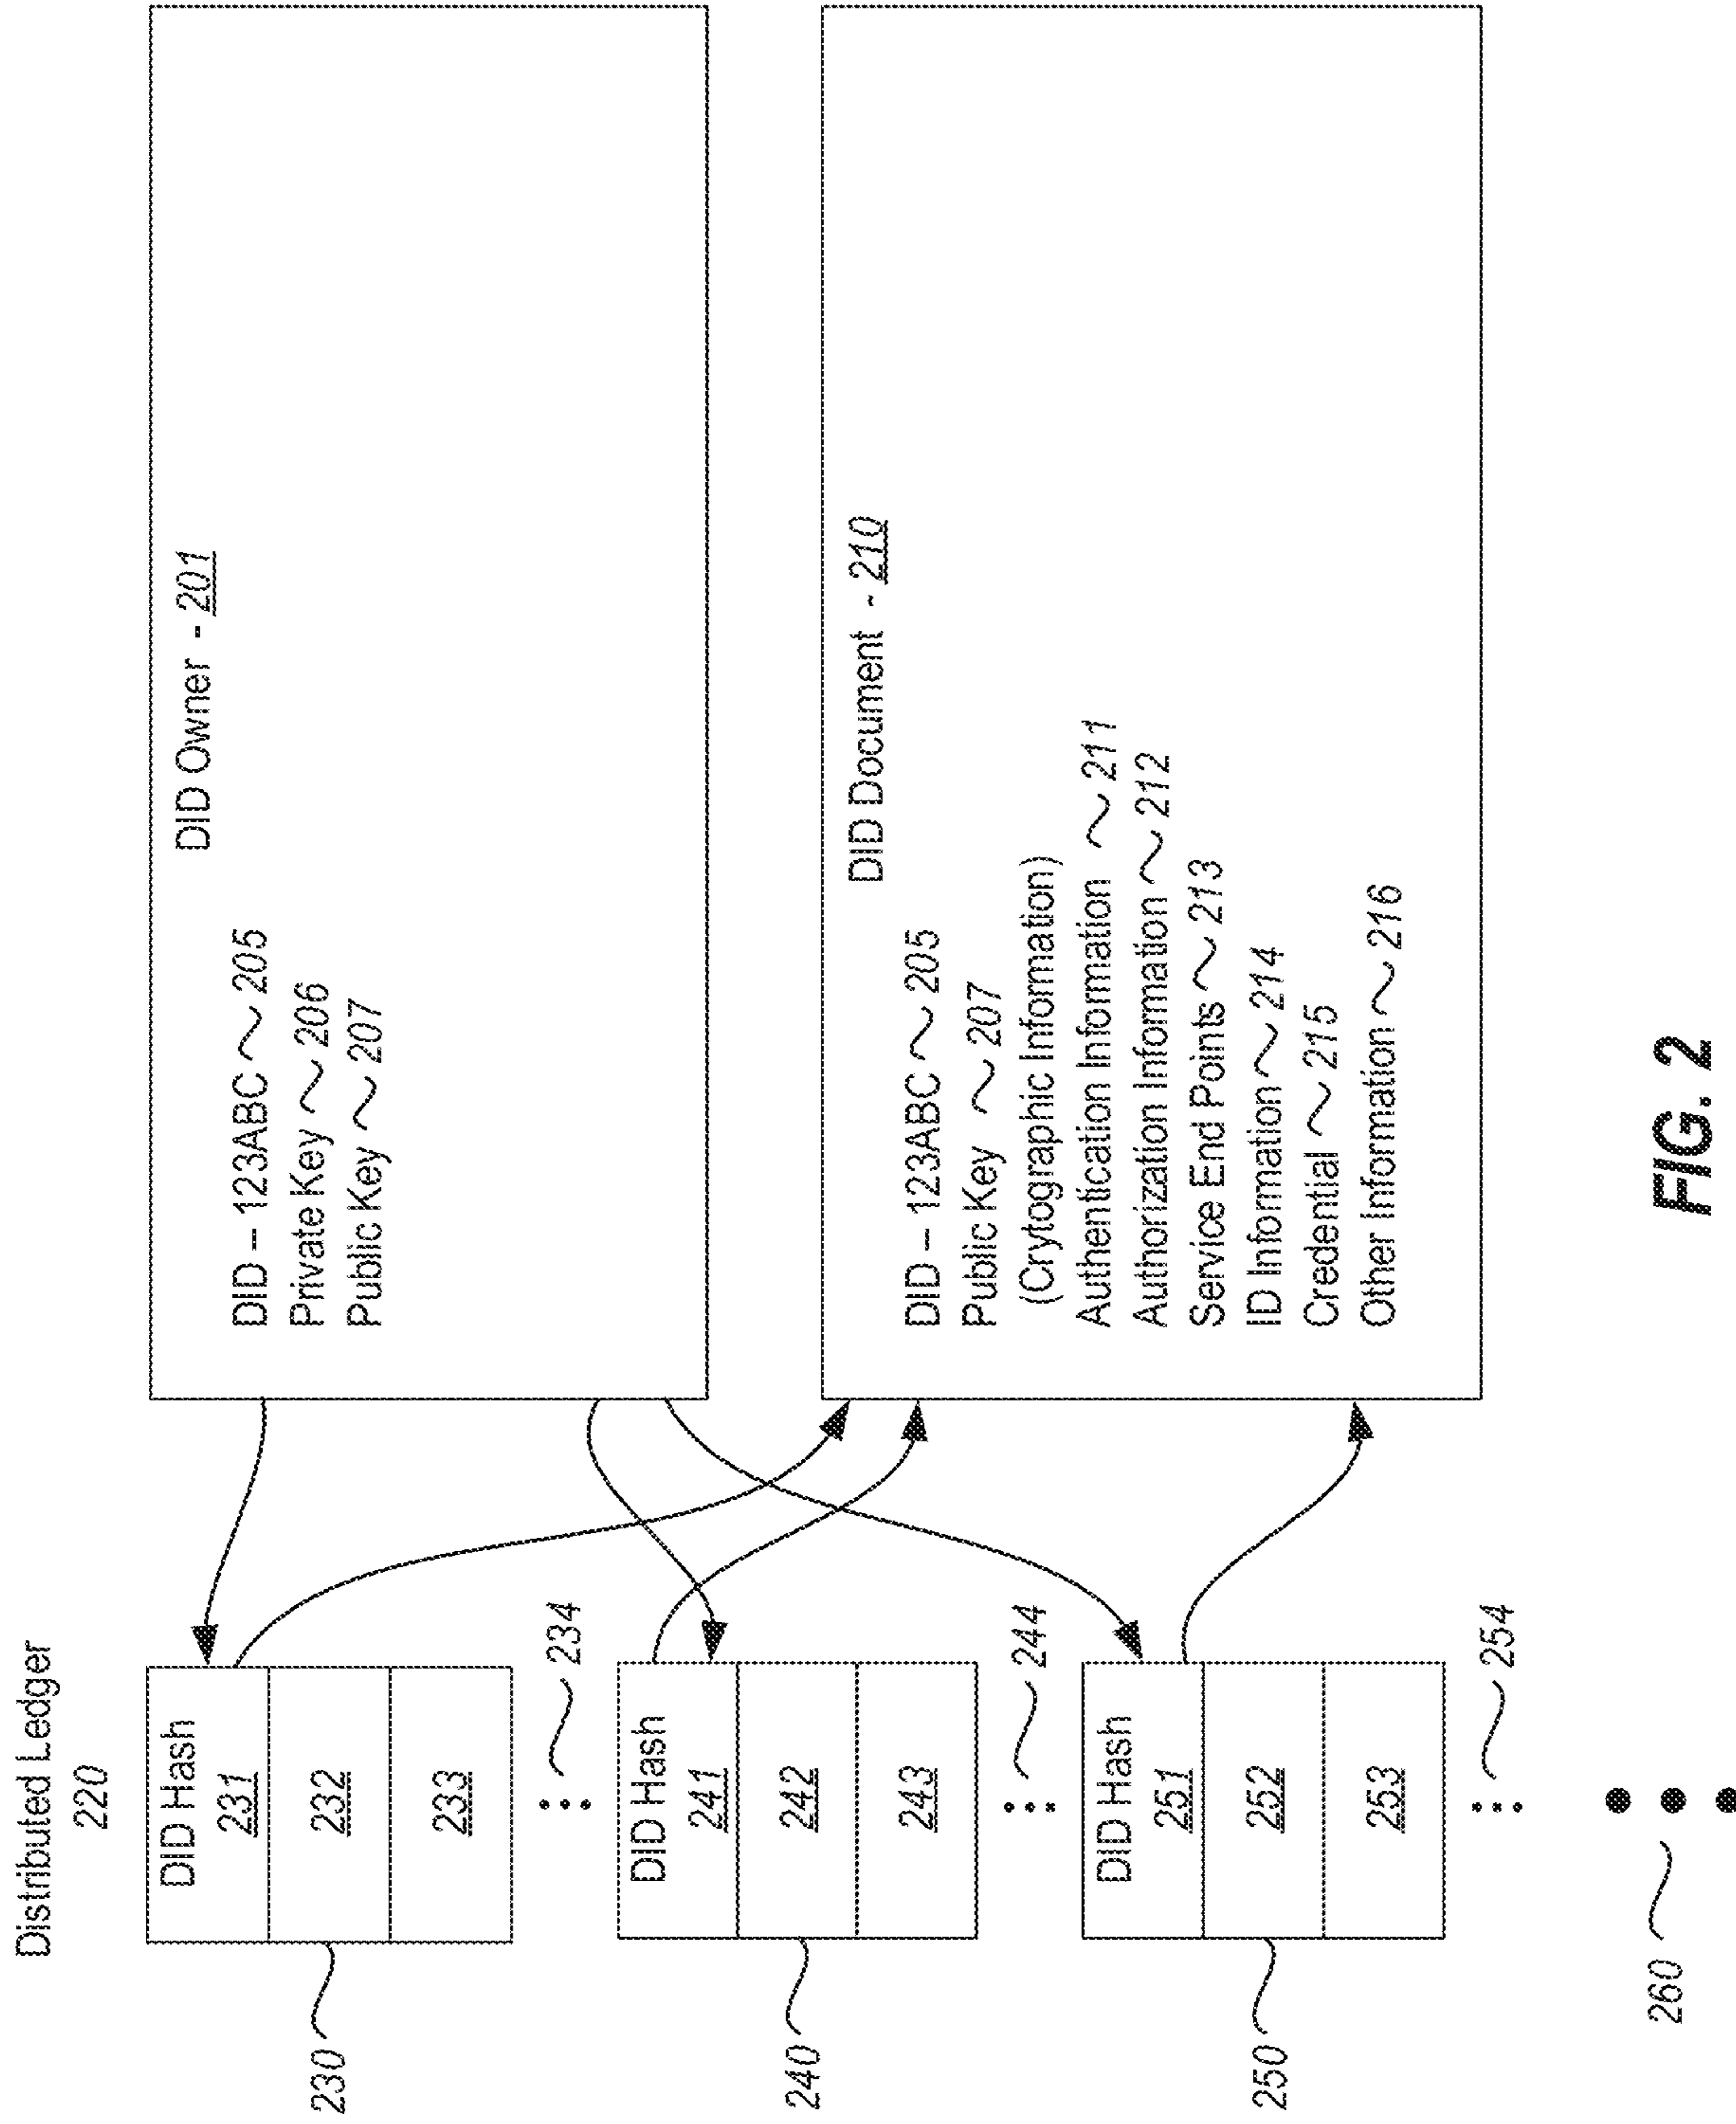 Distributed Ledger
220
230
DID Hash
231
232
233
234
240
DID Hash
241
242
243
244
250
DID Hash
251
252
253
254
260
DID Owner - 201
DID – 123ABC ~ 205
Private Key ~ 206
Public Key ~ 207
DID Document - 210
DID – 123ABC ~ 205
Public Key ~ 207
(Crytographic Information)
Authentication Information ~ 211
Authorization Information ~ 212
Service End Points ~ 213
ID Information ~ 214
Credential ~ 215
Other Information ~ 216
FIG. 2